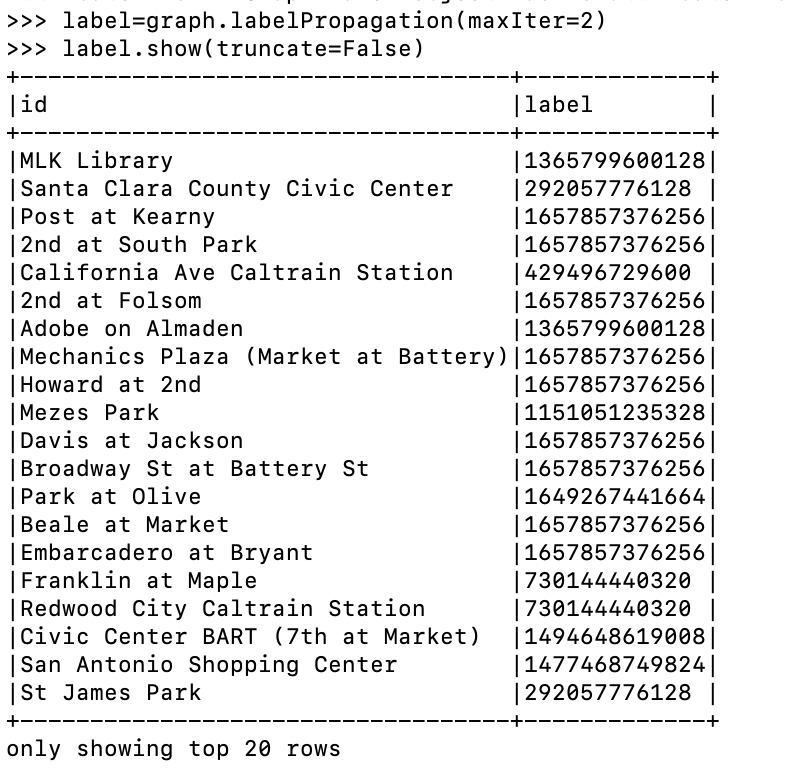 >>> label=graph.labelPropagation(maxIter=2)
>>> label.show(truncate=False)
+-----------------------------------+-------------+
|id                                 |label        |
+-----------------------------------+-------------+
|MLK Library                        |1365799600128|
|Santa Clara County Civic Center    |292057776128 |
|Post at Kearny                     |1657857376256|
|2nd at South Park                  |1657857376256|
|California Ave Caltrain Station    |429496729600 |
|2nd at Folsom                      |1657857376256|
|Adobe on Almaden                   |1365799600128|
|Mechanics Plaza (Market at Battery)|1657857376256|
|Howard at 2nd                      |1657857376256|
|Mezes Park                         |1151051235328|
|Davis at Jackson                   |1657857376256|
|Broadway St at Battery St          |1657857376256|
|Park at Olive                      |1649267441664|
|Beale at Market                    |1657857376256|
|Embarcadero at Bryant              |1657857376256|
|Franklin at Maple                  |730144440320 |
|Redwood City Caltrain Station      |730144440320 |
|Civic Center BART (7th at Market)  |1494648619008|
|San Antonio Shopping Center        |1477468749824|
|St James Park                      |292057776128 |
+-----------------------------------+-------------+
only showing top 20 rows